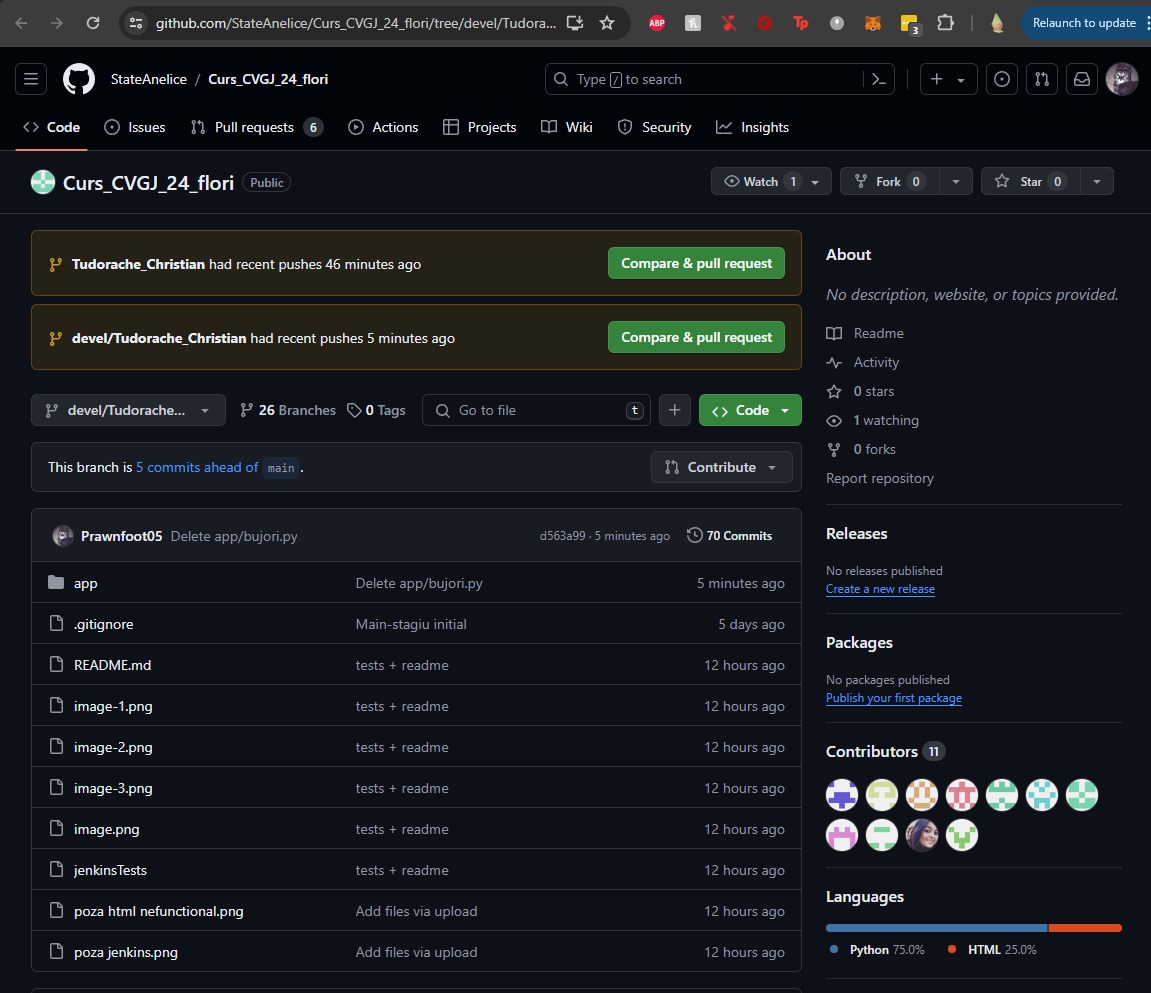 github.com/StateAnelice/Curs_CVGJ_24_flori/tree/devel/Tudora...
ABP
Tp
3
Relaunch to update
StateAnelice / Curs_CVGJ_24_flori
Type / to search
Code
Issues
Pull requests 6
Actions
Projects
Wiki
Security
Insights
Curs_CVGJ_24_flori Public
Watch 1
Fork 0
Star 0
Tudorache_Christian had recent pushes 46 minutes ago
Compare & pull request
devel/Tudorache_Christian had recent pushes 5 minutes ago
Compare & pull request
devel/Tudorache...
26 Branches
0 Tags
Go to file
t
Code
This branch is 5 commits ahead of main .
Contribute
Prawnfoot05 Delete app/bujori.py
d563a99 · 5 minutes ago
70 Commits
app Delete app/bujori.py 5 minutes ago
.gitignore Main-stagiu initial 5 days ago
README.md tests + readme 12 hours ago
image-1.png tests + readme 12 hours ago
image-2.png tests + readme 12 hours ago
image-3.png tests + readme 12 hours ago
image.png tests + readme 12 hours ago
jenkinsTests tests + readme 12 hours ago
poza html nefunctional.png Add files via upload 12 hours ago
poza jenkins.png Add files via upload 12 hours ago
About
No description, website, or topics provided.
Readme
Activity
0 stars
1 watching
0 forks
Report repository
Releases
No releases published
Create a new release
Packages
No packages published
Publish your first package
Contributors 11
Languages
Python 75.0%
HTML 25.0%